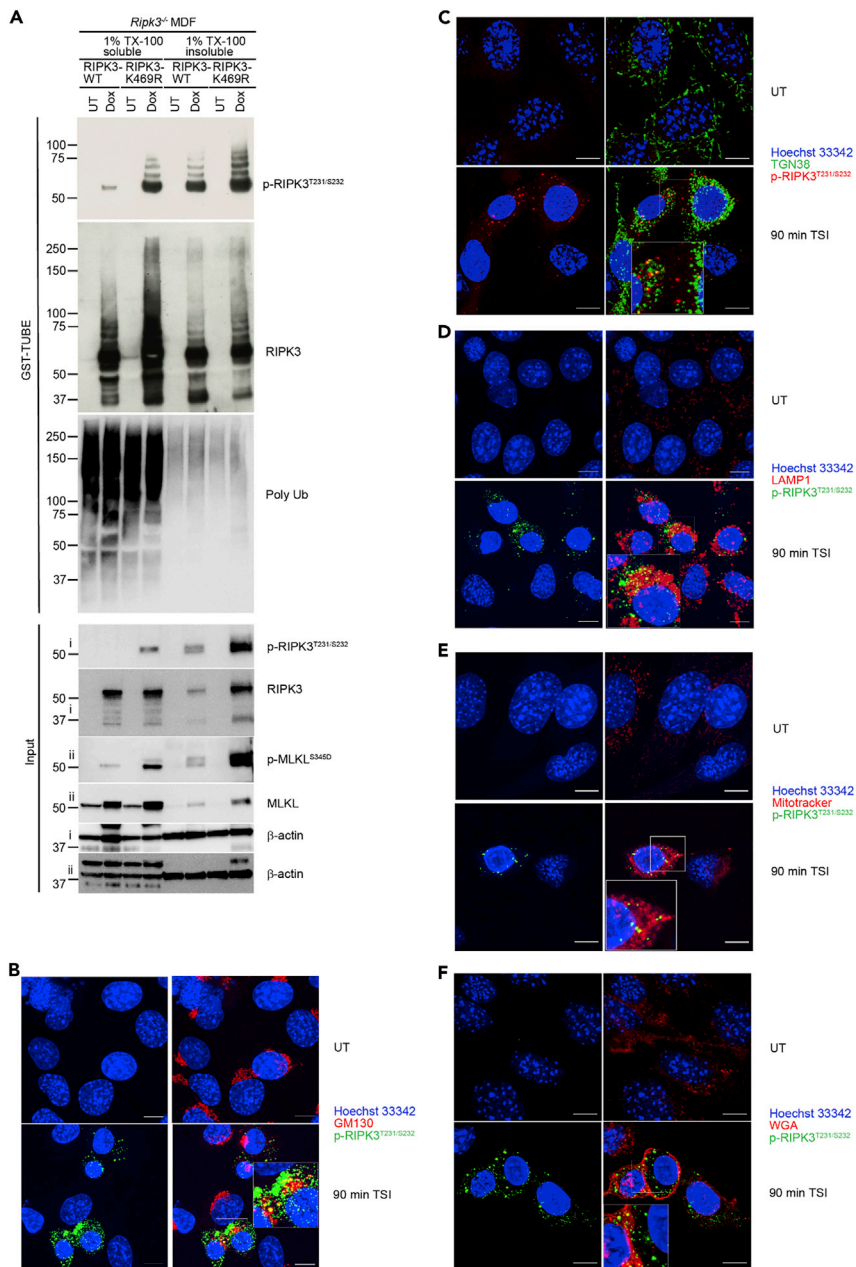 A
Ripk3-/- MDF
1% TX-100 soluble
1% TX-100 insoluble
RIPK3-WT
RIPK3-K469R
RIPK3-WT
RIPK3-K469R
UT
Dox
UT
Dox
UT
Dox
UT
Dox
GST-TUBE
100
75
50
p-RIPK3T231/S232
250
150
100
75
50
37
RIPK3
250
150
100
50
37
Poly Ub
Input
i
50
p-RIPK3T231/S232
50
i
37
RIPK3
ii
50
p-MLKLS345D
ii
50
MLKL
i
37
β-actin
ii
37
β-actin
B
UT
Hoechst 33342
GM130
p-RIPK3T231/S232
90 min TSI
C
UT
Hoechst 33342
TGN38
p-RIPK3T231/S232
90 min TSI
D
UT
Hoechst 33342
LAMP1
p-RIPK3T231/S232
90 min TSI
E
UT
Hoechst 33342
Mitotracker
p-RIPK3T231/S232
90 min TSI
F
UT
Hoechst 33342
WGA
p-RIPK3T231/S232
90 min TSI